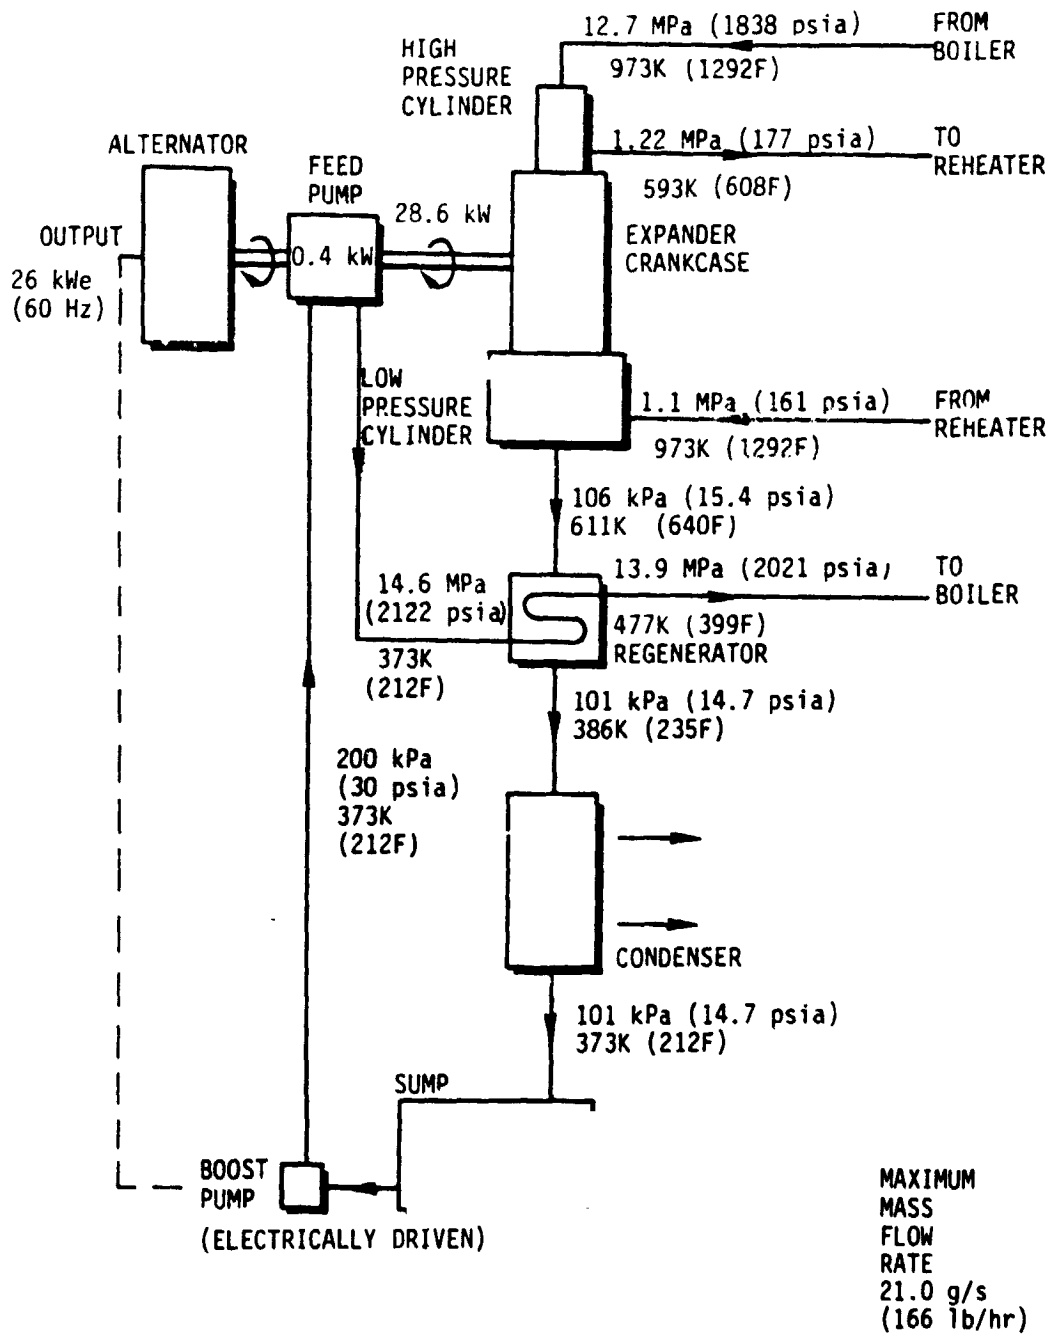 12.7 MPa (1838 psia)
973K (1292F)
FROM
BOILER
HIGH
PRESSURE
CYLINDER
1.22 MPa (177 psia)
593K (608F)
TO
REHEATER
ALTERNATOR
FEED
PUMP
28.6 kW
0.4 kW
OUTPUT
26 kWe
(60 Hz)
EXPANDER
CRANKCASE
LOW
PRESSURE
CYLINDER
1.1 MPa (161 psia)
973K (1292F)
FROM
REHEATER
106 kPa (15.4 psia)
611K (640F)
13.9 MPa (2021 psia)
TO
BOILER
14.6 MPa
(2122 psia)
373K
(212F)
477K (399F)
REGENERATOR
101 kPa (14.7 psia)
386K (235F)
200 kPa
(30 psia)
373K
(212F)
CONDENSER
101 kPa (14.7 psia)
373K (212F)
SUMP
BOOST
PUMP
(ELECTRICALLY DRIVEN)
MAXIMUM
MASS
FLOW
RATE
21.0 g/s
(166 lb/hr)